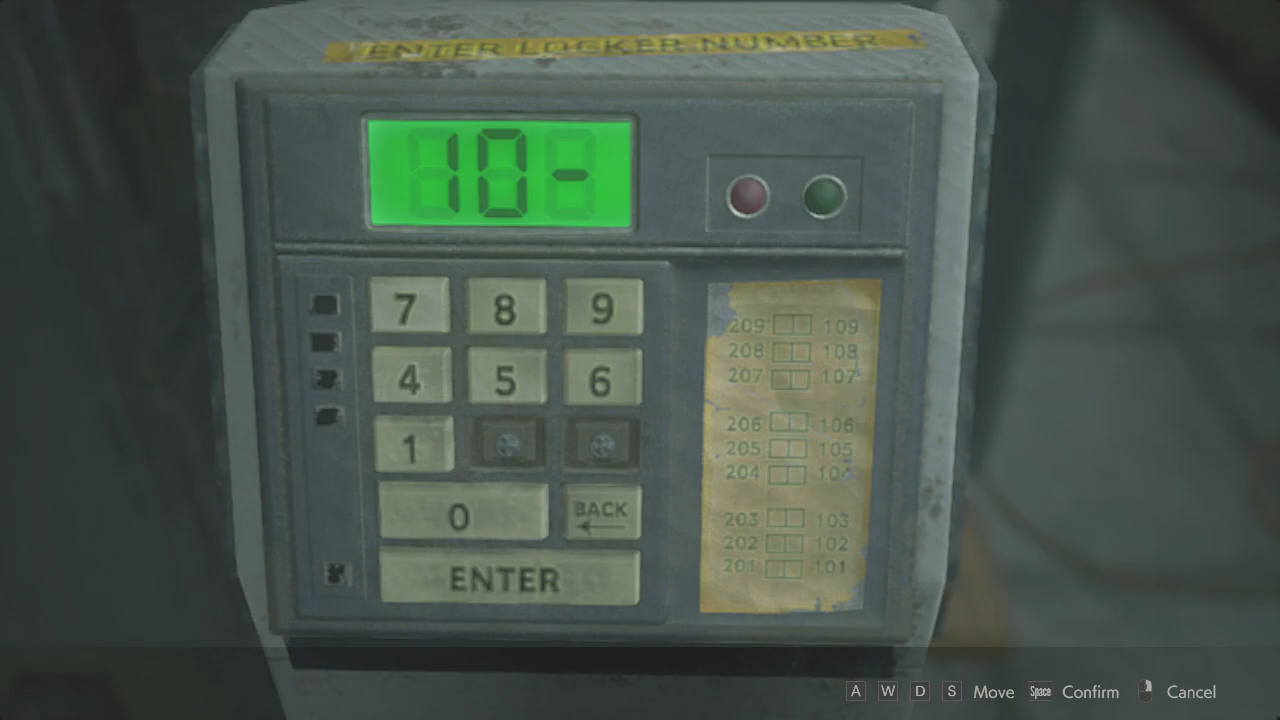 ENTER LOCKER NUMBER
10-
7 8 9
4 5 6
1
0 BACK
ENTER
209 109
208 108
207 107
206 106
205 105
204 104
203 103
202 102
201 101
A W D S Move Space Confirm Cancel